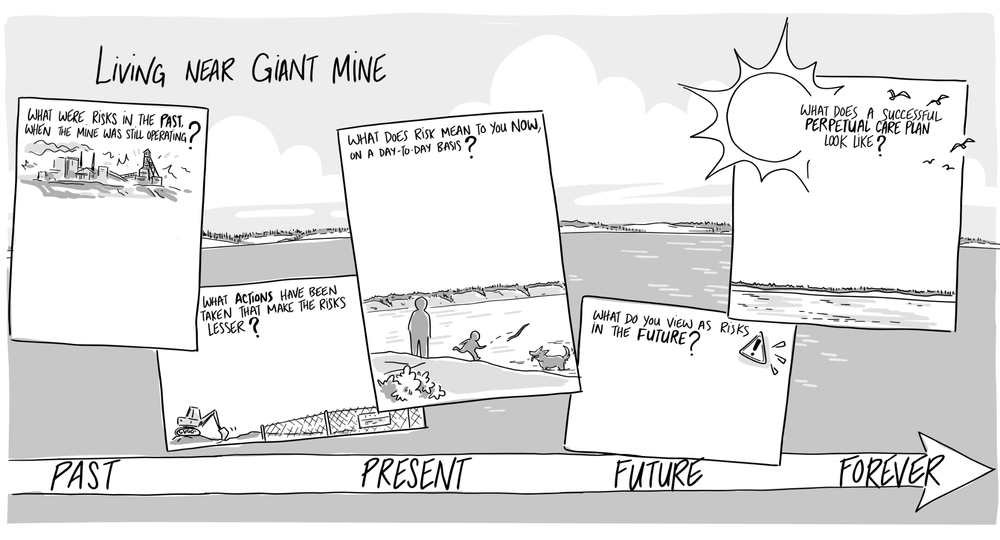 LiViNG NEAR GiANT MiNE
WHAT WERE RiSKS iN THE PAST,
WHEN THE MiNE WAS STiLL OPERATiNG?
WHAT ACTiONS HAVE BEEN
TAKEN THAT MAKE THE RiSKS
LESSER?
WHAT DOES RiSK MEAN TO YOU NOW,
ON A DAY-TO-DAY BASiS?
WHAT DO YOU ViEW AS RiSKS
iN THE FUTURE?
!
WHAT DOES A SUCCESSFUL
PERPETUAL CARE PLAN
LOOK LiKE?
PAST
PRESENT
FUTURE
FOREVER